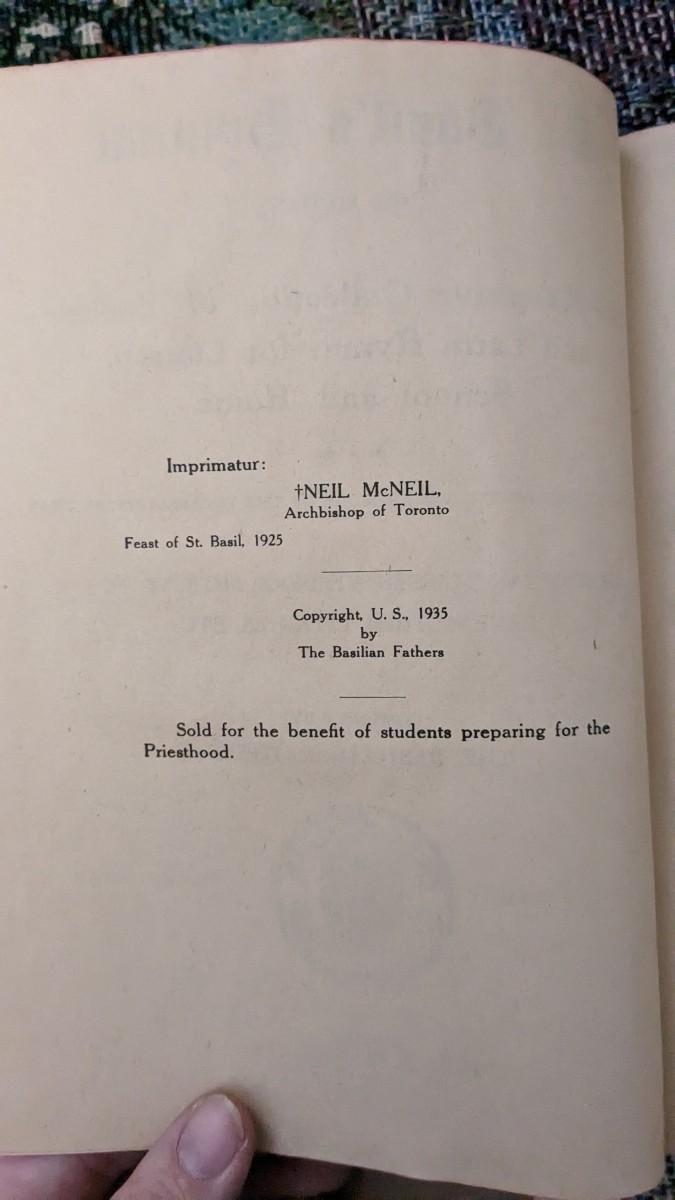 Imprimatur:
†NEIL McNEIL,
Archbishop of Toronto
Feast of St. Basil, 1925
Copyright, U. S., 1935
by
The Basilian Fathers
Sold for the benefit of students preparing for the
Priesthood.